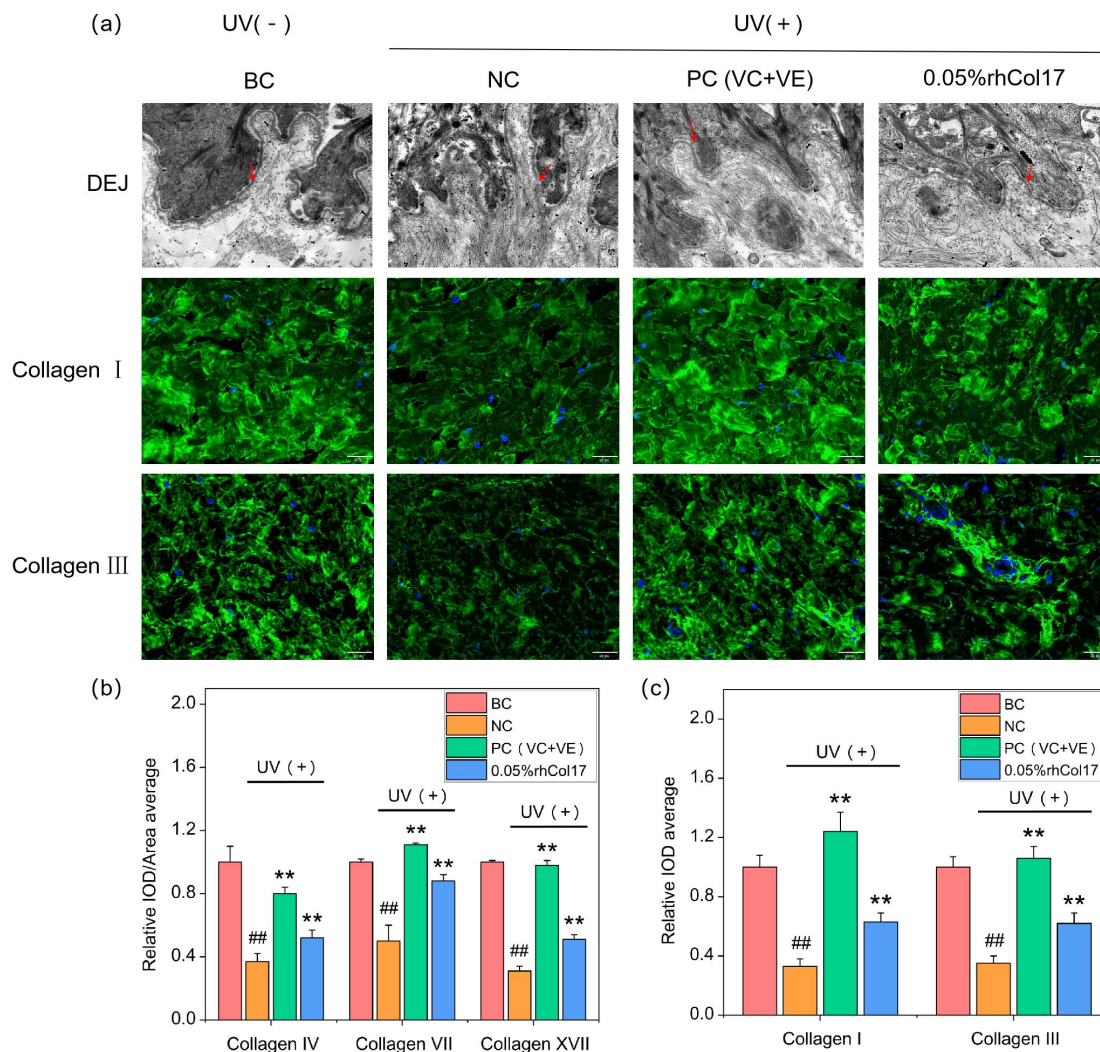 (a)
UV( - )
UV( + )
BC
NC
PC (VC+VE)
0.05%rhCol17
DEJ
Collagen Ⅰ
Collagen Ⅲ
(b)
Relative IOD/Area average
2.0
1.6
1.2
0.8
0.4
0.0
BC
NC
PC (VC+VE)
0.05%rhCol17
UV (+)
UV (+)
UV (+)
##
**
**
##
**
**
##
**
**
Collagen IV
Collagen VII
Collagen XVII
(c)
Relative IOD average
2.0
1.6
1.2
0.8
0.4
0.0
BC
NC
PC (VC+VE)
0.05%rhCol17
UV (+)
UV (+)
##
**
**
##
**
**
Collagen I
Collagen III